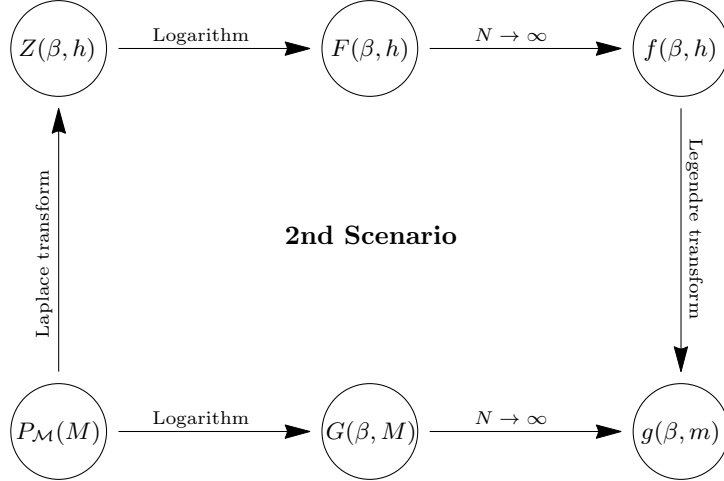 Z(β, h)
Logarithm
F(β, h)
N → ∞
f(β, h)
Laplace transform
2nd Scenario
Legendre transform
P_ℳ(M)
Logarithm
G(β, M)
N → ∞
g(β, m)